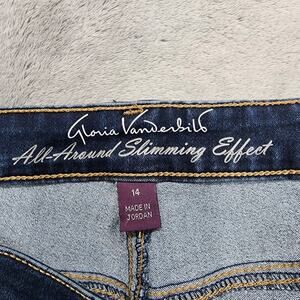 Gloria Vanderbilt
All-Around Slimming Effect
14
MADE IN
JORDAN